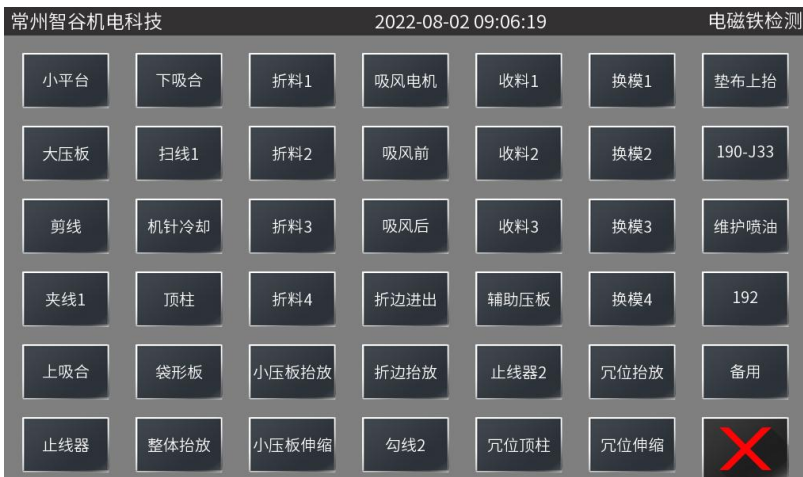 常州智谷机电科技 2022-08-02 09:06:19 电磁铁检测
小平台 下吸合 折料1 吸风电机 收料1 换模1 垫布上抬
大压板 扫线1 折料2 吸风前 收料2 换模2 190-J33
剪线 机针冷却 折料3 吸风后 收料3 换模3 维护喷油
夹线1 顶柱 折料4 折边进出 辅助压板 换模4 192
上吸合 袋形板 小压板抬放 折边抬放 止线器2 冗位抬放 备用
止线器 整体抬放 小压板伸缩 勾线2 冗位顶柱 冗位伸缩